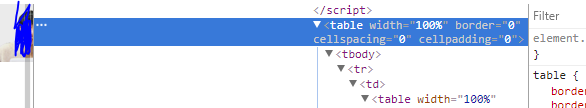 </script>
… ▼<table width="100%" border="0"
cellspacing="0" cellpadding="0">
▼<tbody>
▼<tr>
▼<td>
▼<table width="100%"
Filter
element.
}
table {
border